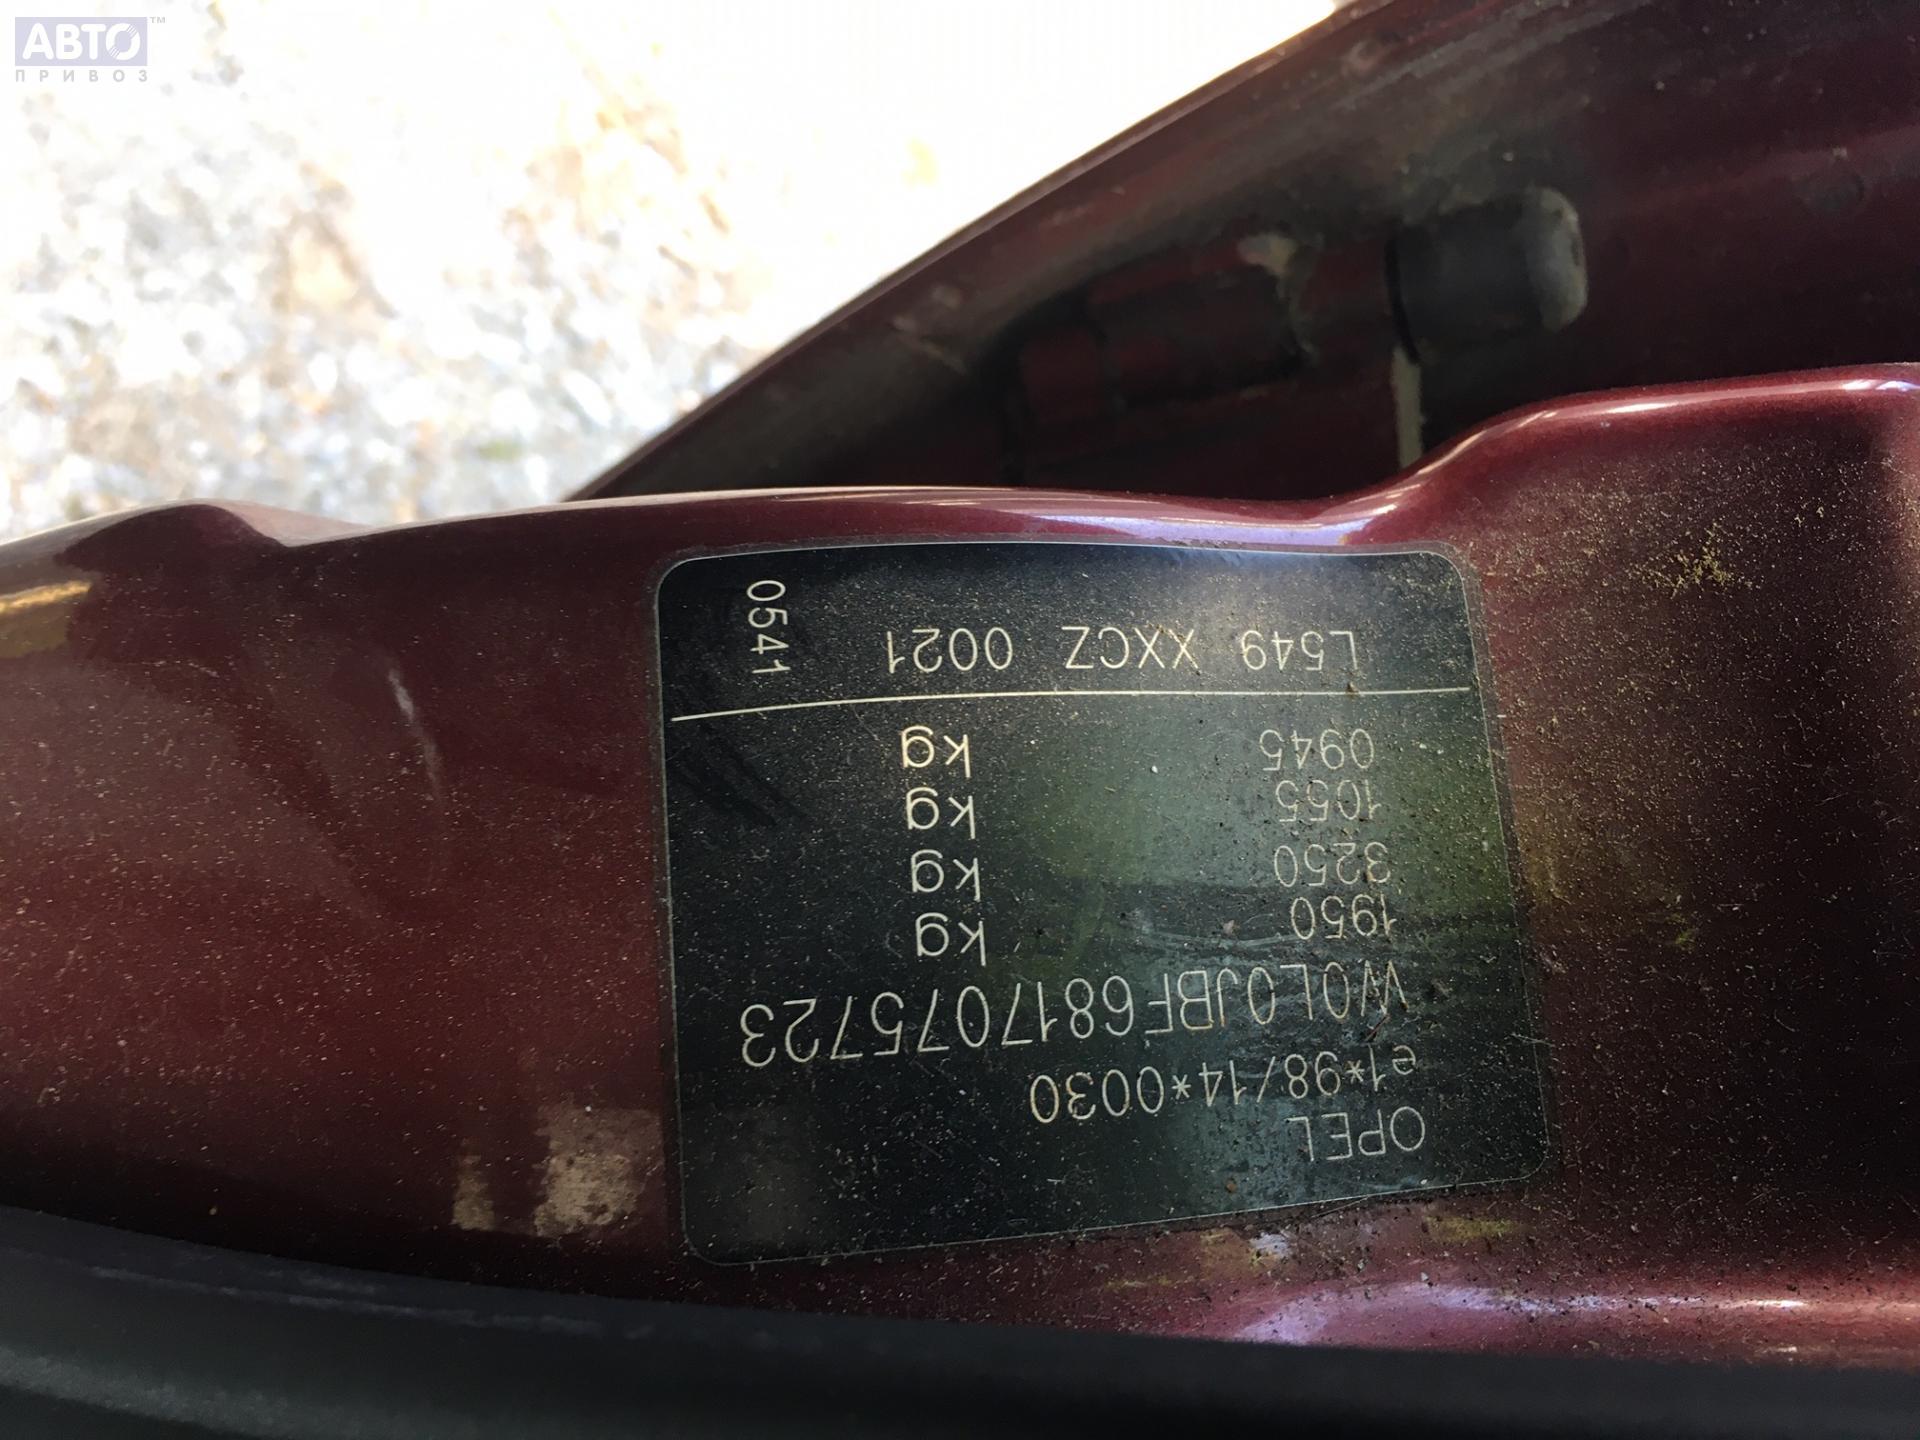 АВТО™
ПРИВОЗ
OPEL
e1*98/14*0030
W0L0JBF6817075723
1950 kg
3250 kg
1055 kg
0945 kg
L549 XXCZ 0021
0541